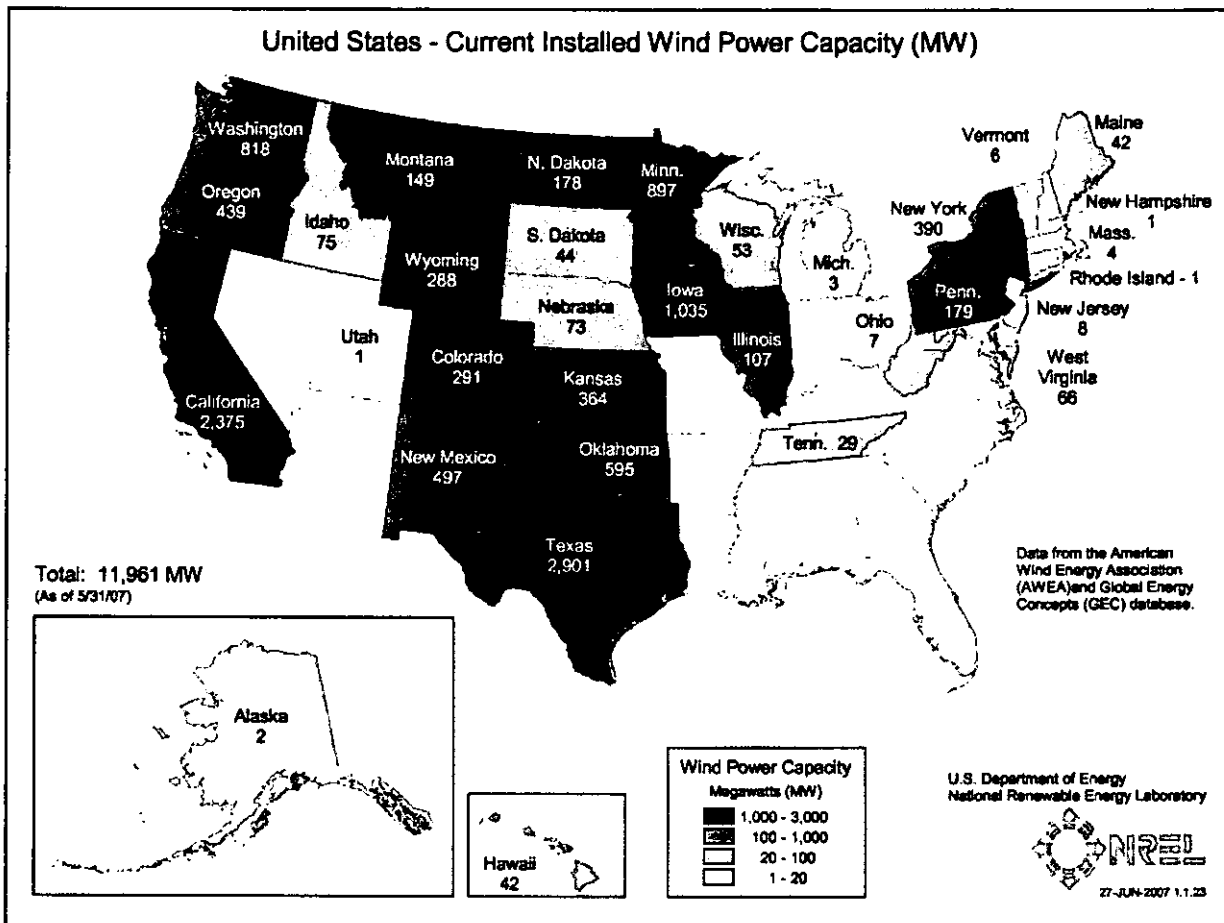 United States - Current Installed Wind Power Capacity (MW)
Washington
818
Oregon
439
Idaho
75
Montana
149
N. Dakota
178
Minn.
897
Wyoming
288
S. Dakota
44
Nebraska
73
Wisc.
53
Mich.
3
Iowa
1,035
Illinois
107
Ohio
7
Vermont
6
Maine
42
New York
390
New Hampshire
1
Mass.
4
Rhode Island - 1
Penn.
179
New Jersey
8
West
Virginia
66
Utah
1
Colorado
291
Kansas
364
California
2,375
New Mexico
497
Oklahoma
595
Tenn. 29
Texas
2,901
Total: 11,961 MW
(As of 5/31/07)
Data from the American
Wind Energy Association
(AWEA)and Global Energy
Concepts (GEC) database.
Alaska
2
Hawaii
42
Wind Power Capacity
Megawatts (MW)
1,000 - 3,000
100 - 1,000
20 - 100
1 - 20
U.S. Department of Energy
National Renewable Energy Laboratory
NREL
27-JUN-2007 1.1.23